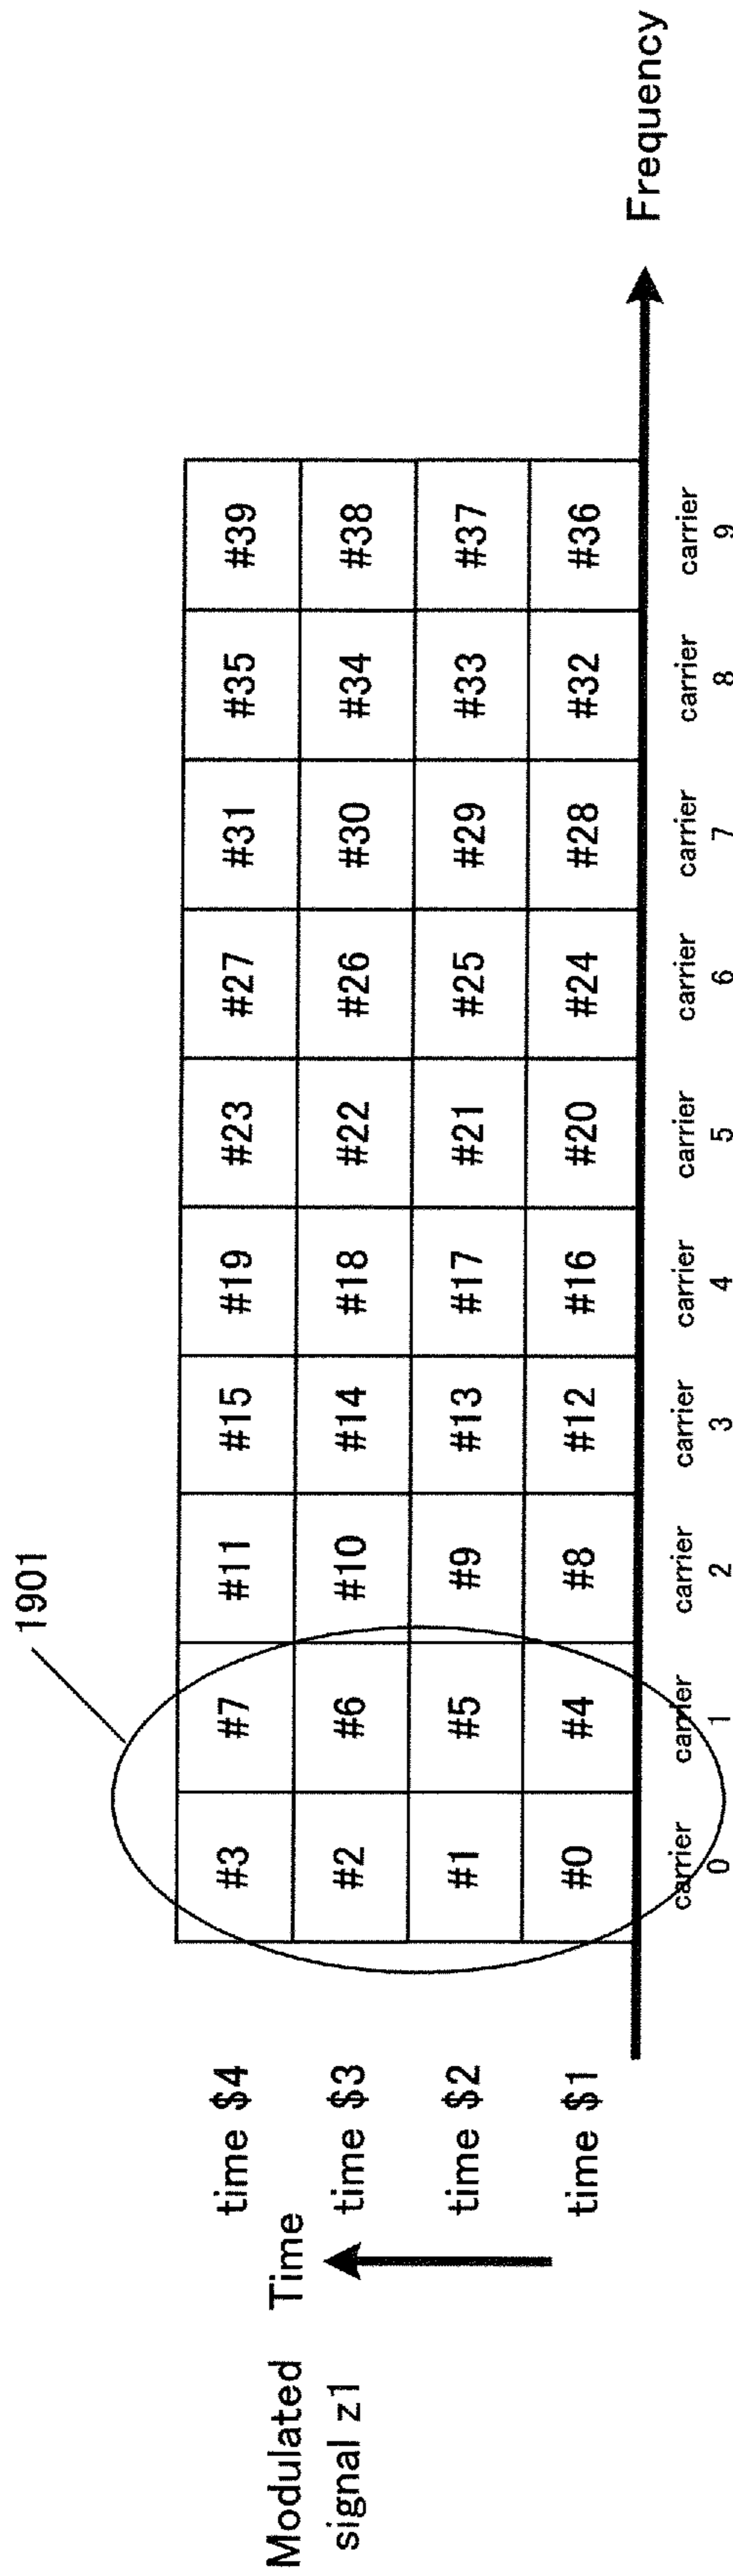 1901
Modulated
signal z1
Time
time $4 #3 #7 #11 #15 #19 #23 #27 #31 #35 #39
time $3 #2 #6 #10 #14 #18 #22 #26 #30 #34 #38
time $2 #1 #5 #9 #13 #17 #21 #25 #29 #33 #37
time $1 #0 #4 #8 #12 #16 #20 #24 #28 #32 #36
Frequency
carrier carrier carrier carrier carrier carrier carrier carrier carrier carrier
0 1 2 3 4 5 6 7 8 9